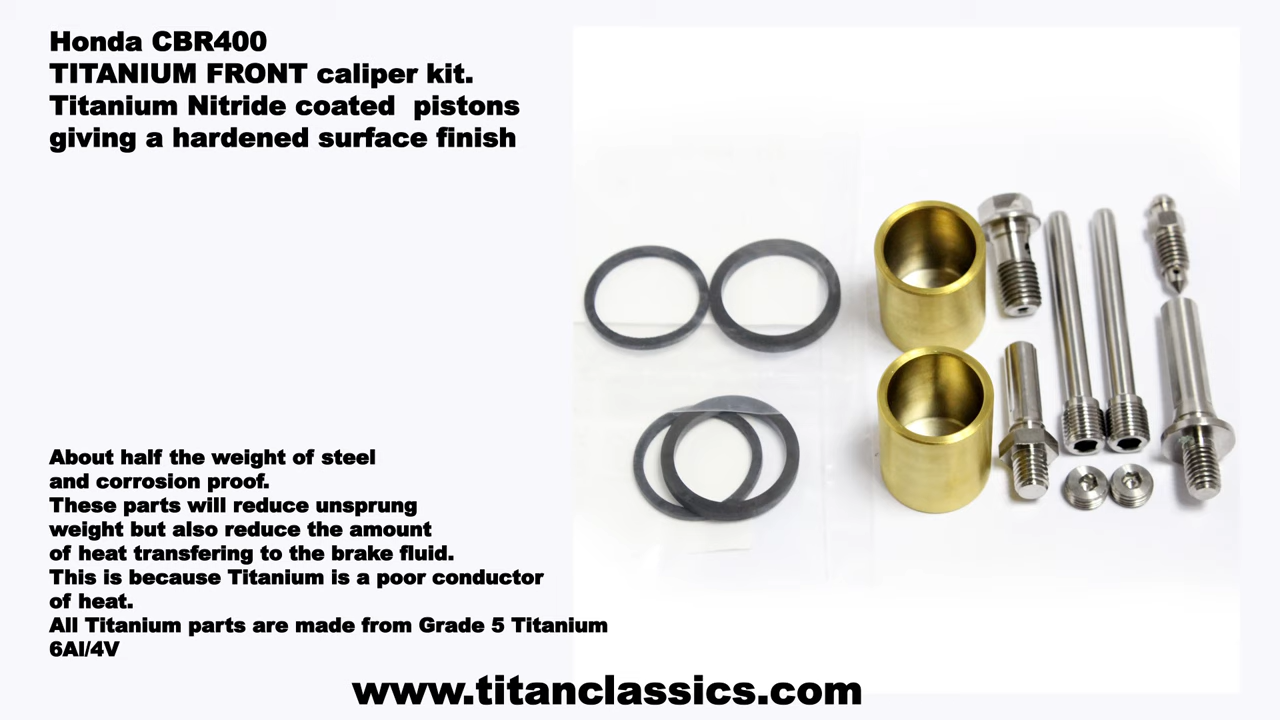 Honda CBR400
TITANIUM FRONT caliper kit.
Titanium Nitride coated pistons
giving a hardened surface finish
About half the weight of steel
and corrosion proof.
These parts will reduce unsprung
weight but also reduce the amount
of heat transfering to the brake fluid.
This is because Titanium is a poor conductor
of heat.
All Titanium parts are made from Grade 5 Titanium
6Al/4V
www.titanclassics.com